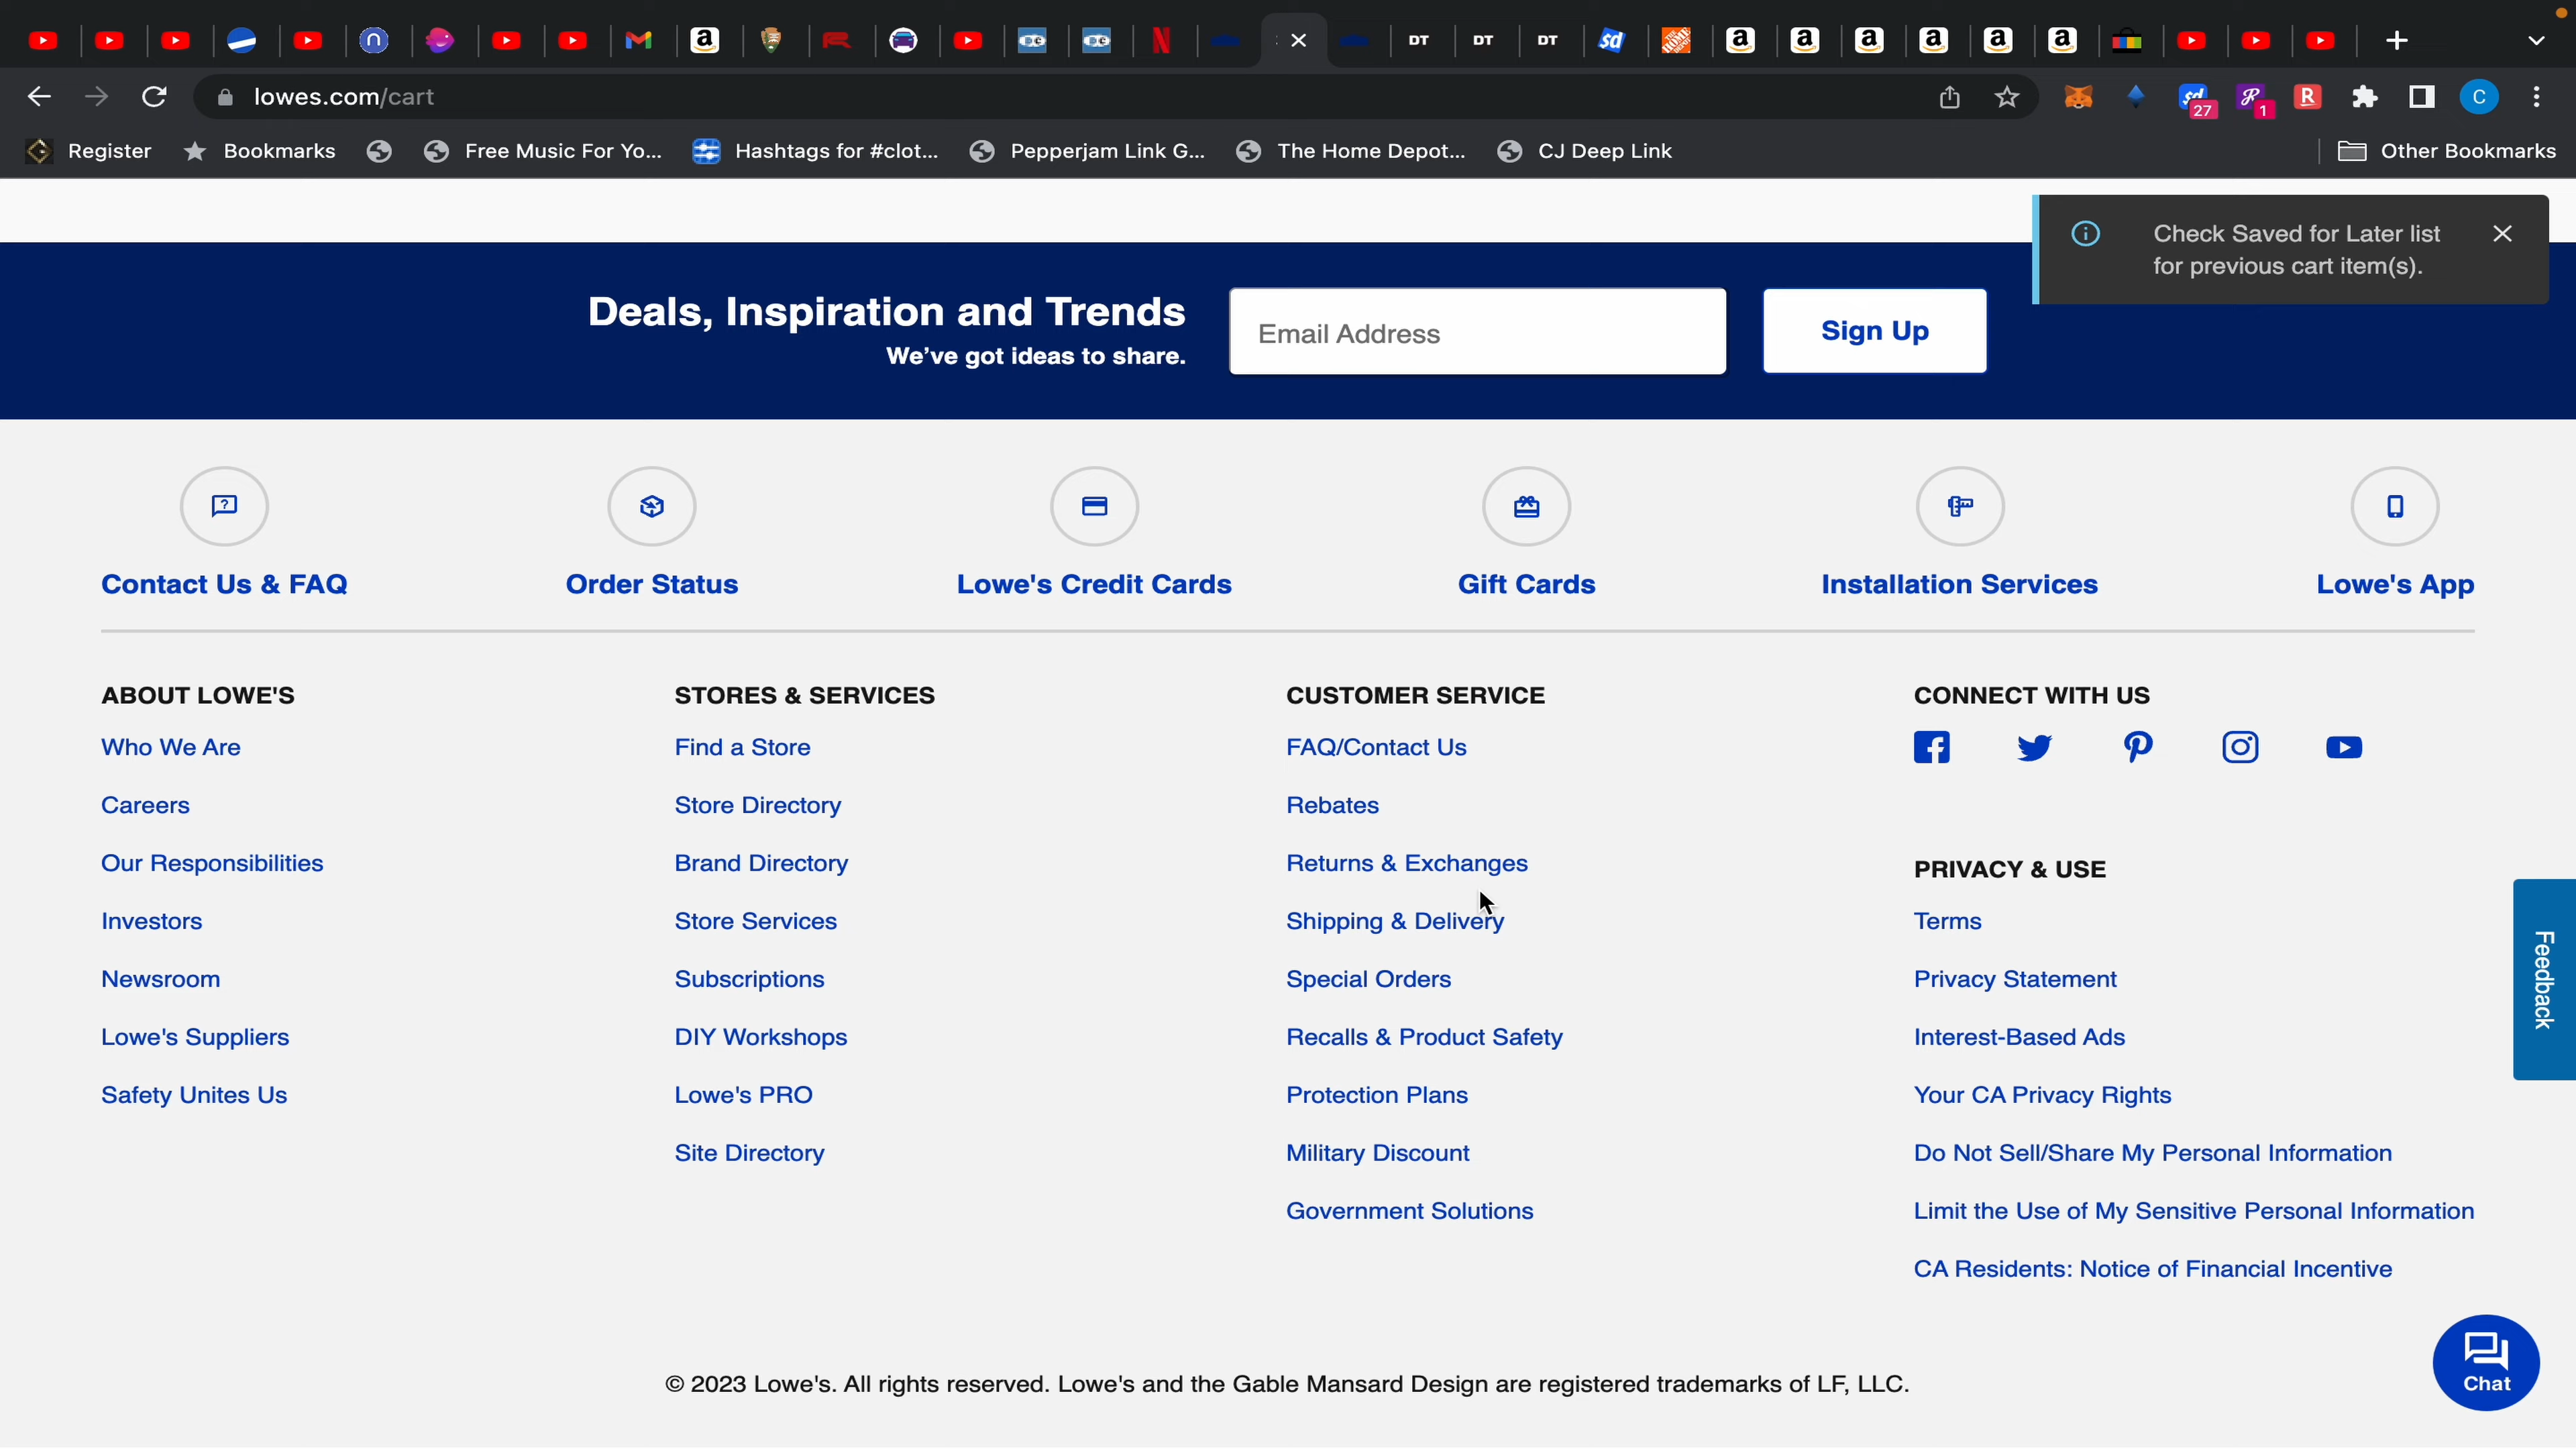 DT
DT
DT
sd
lowes.com/cart
27
1
R
C
Register
Bookmarks
Free Music For Yo...
Hashtags for #clot...
Pepperjam Link G...
The Home Depot...
CJ Deep Link
Other Bookmarks
Check Saved for Later list
for previous cart item(s).
Deals, Inspiration and Trends
We've got ideas to share.
Email Address
Sign Up
Contact Us & FAQ
Order Status
Lowe's Credit Cards
Gift Cards
Installation Services
Lowe's App
ABOUT LOWE'S
Who We Are
Careers
Our Responsibilities
Investors
Newsroom
Lowe's Suppliers
Safety Unites Us
STORES & SERVICES
Find a Store
Store Directory
Brand Directory
Store Services
Subscriptions
DIY Workshops
Lowe's PRO
Site Directory
CUSTOMER SERVICE
FAQ/Contact Us
Rebates
Returns & Exchanges
Shipping & Delivery
Special Orders
Recalls & Product Safety
Protection Plans
Military Discount
Government Solutions
CONNECT WITH US
PRIVACY & USE
Terms
Privacy Statement
Interest-Based Ads
Your CA Privacy Rights
Do Not Sell/Share My Personal Information
Limit the Use of My Sensitive Personal Information
CA Residents: Notice of Financial Incentive
Feedback
Chat
© 2023 Lowe's. All rights reserved. Lowe's and the Gable Mansard Design are registered trademarks of LF, LLC.